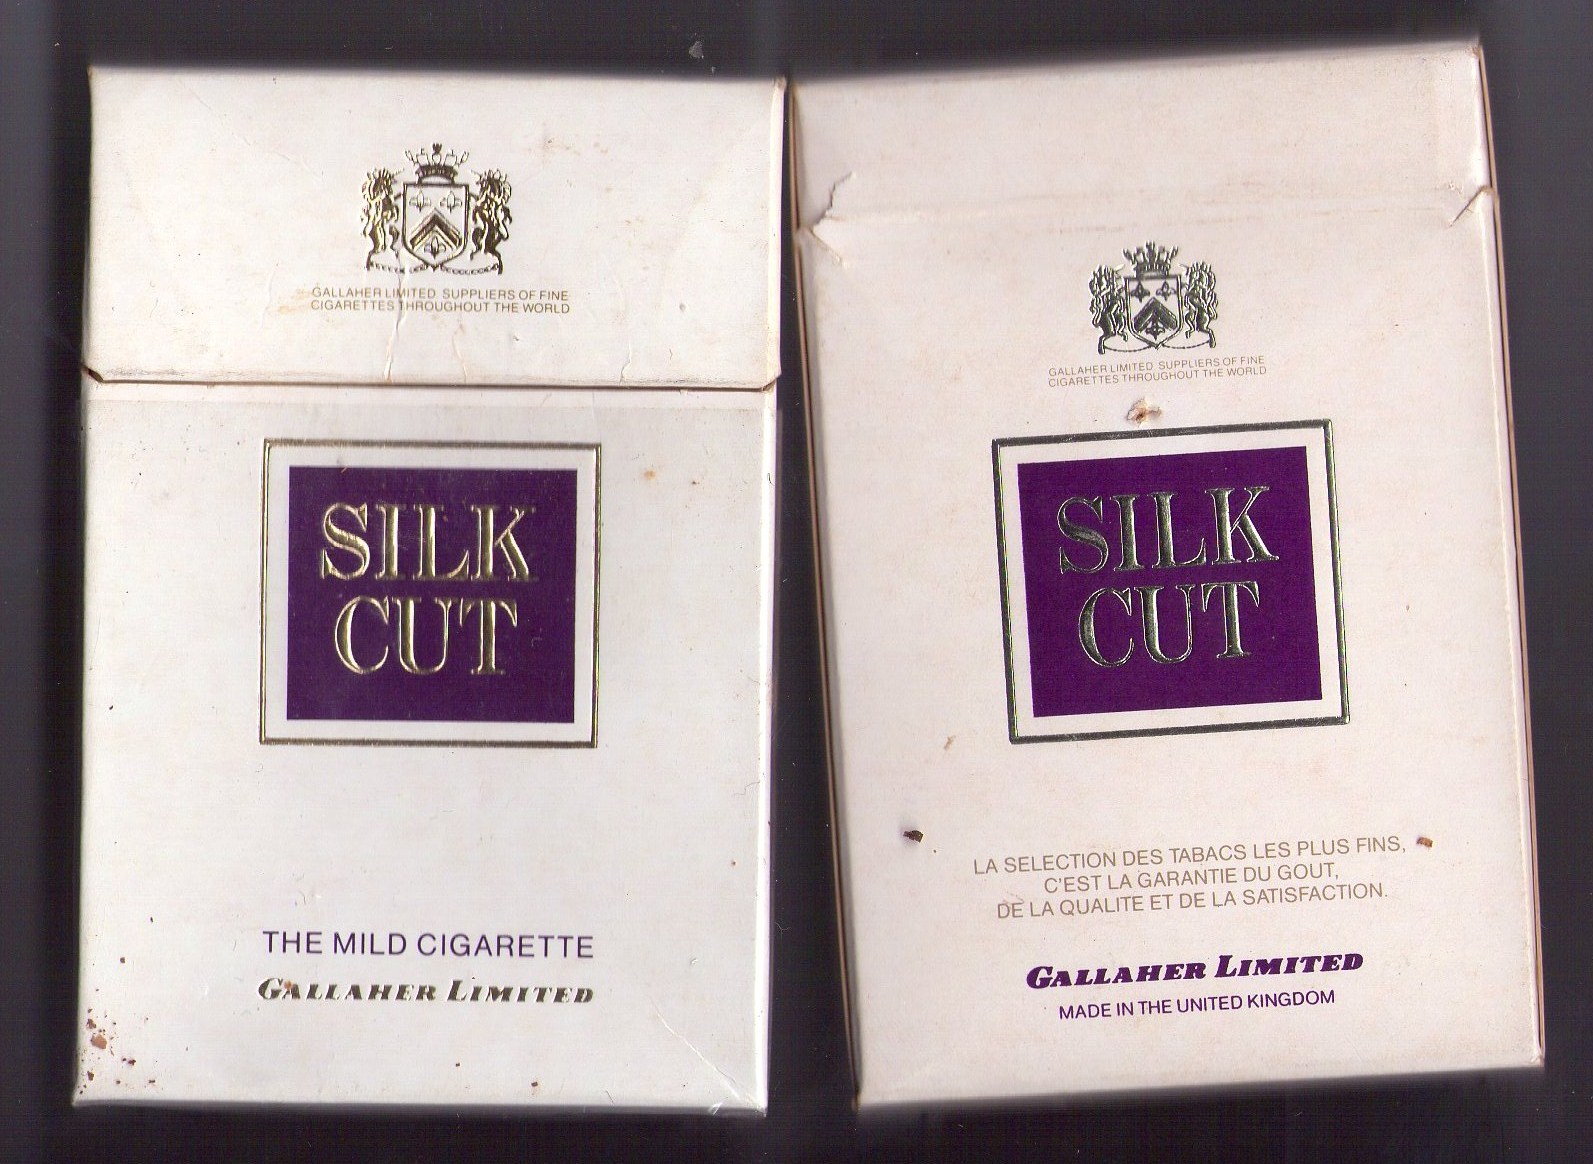 GALLAHER LIMITED SUPPLIERS OF FINE
CIGARETTES THROUGHOUT THE WORLD
SILK
CUT
THE MILD CIGARETTE
GALLAHER LIMITED
GALLAHER LIMITED SUPPLIERS OF FINE
CIGARETTES THROUGHOUT THE WORLD
SILK
CUT
LA SELECTION DES TABACS LES PLUS FINS,
C'EST LA GARANTIE DU GOUT,
DE LA QUALITE ET DE LA SATISFACTION.
GALLAHER LIMITED
MADE IN THE UNITED KINGDOM